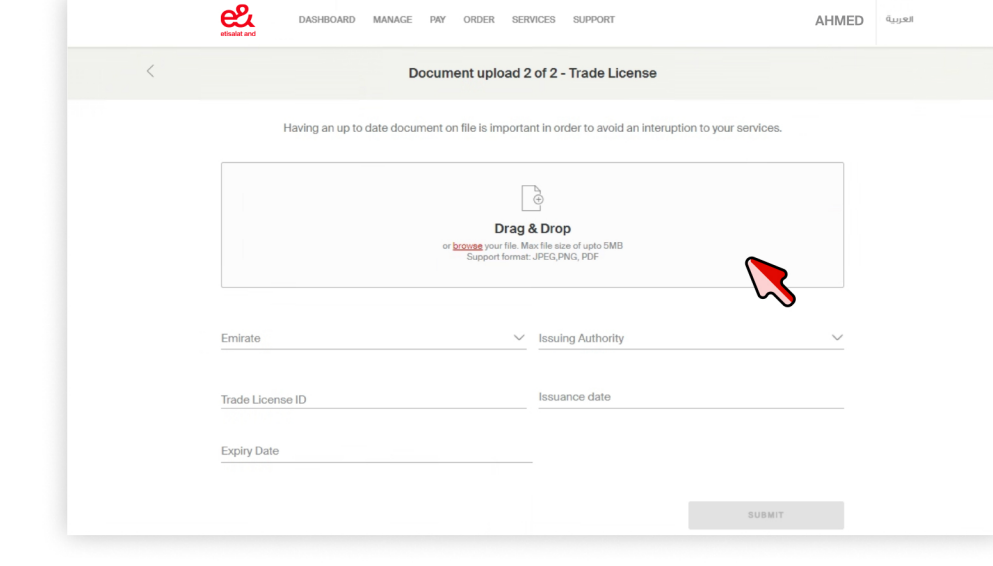 e&
etisalat and
DASHBOARD MANAGE PAY ORDER SERVICES SUPPORT AHMED العربية
Document upload 2 of 2 - Trade License
Having an up to date document on file is important in order to avoid an interuption to your services.
Drag & Drop
or browse your file. Max file size of upto 5MB
Support format: JPEG,PNG, PDF
Emirate Issuing Authority
Trade License ID Issuance date
Expiry Date
SUBMIT